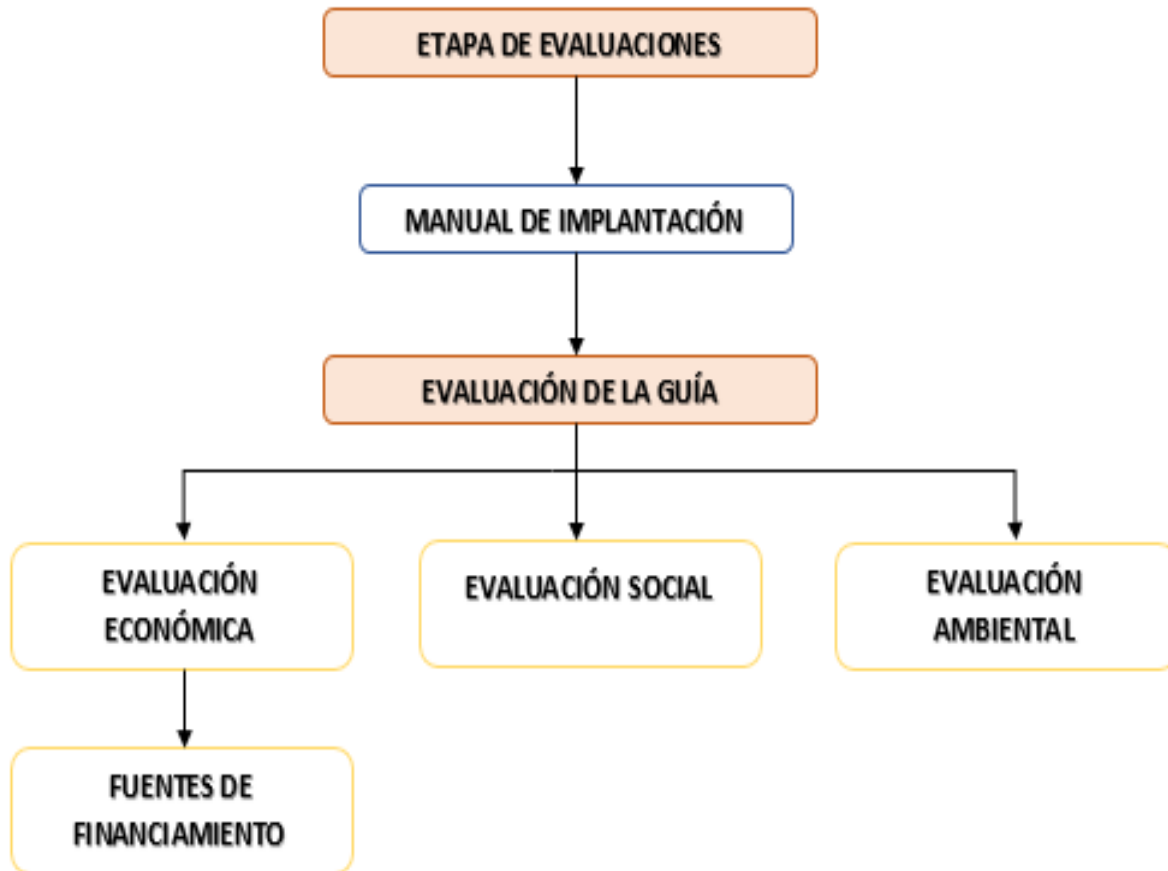 ETAPA DE EVALUACIONES
MANUAL DE IMPLANTACIÓN
EVALUACIÓN DE LA GUÍA
EVALUACIÓN
ECONÓMICA
EVALUACIÓN SOCIAL
EVALUACIÓN
AMBIENTAL
FUENTES DE
FINANCIAMIENTO